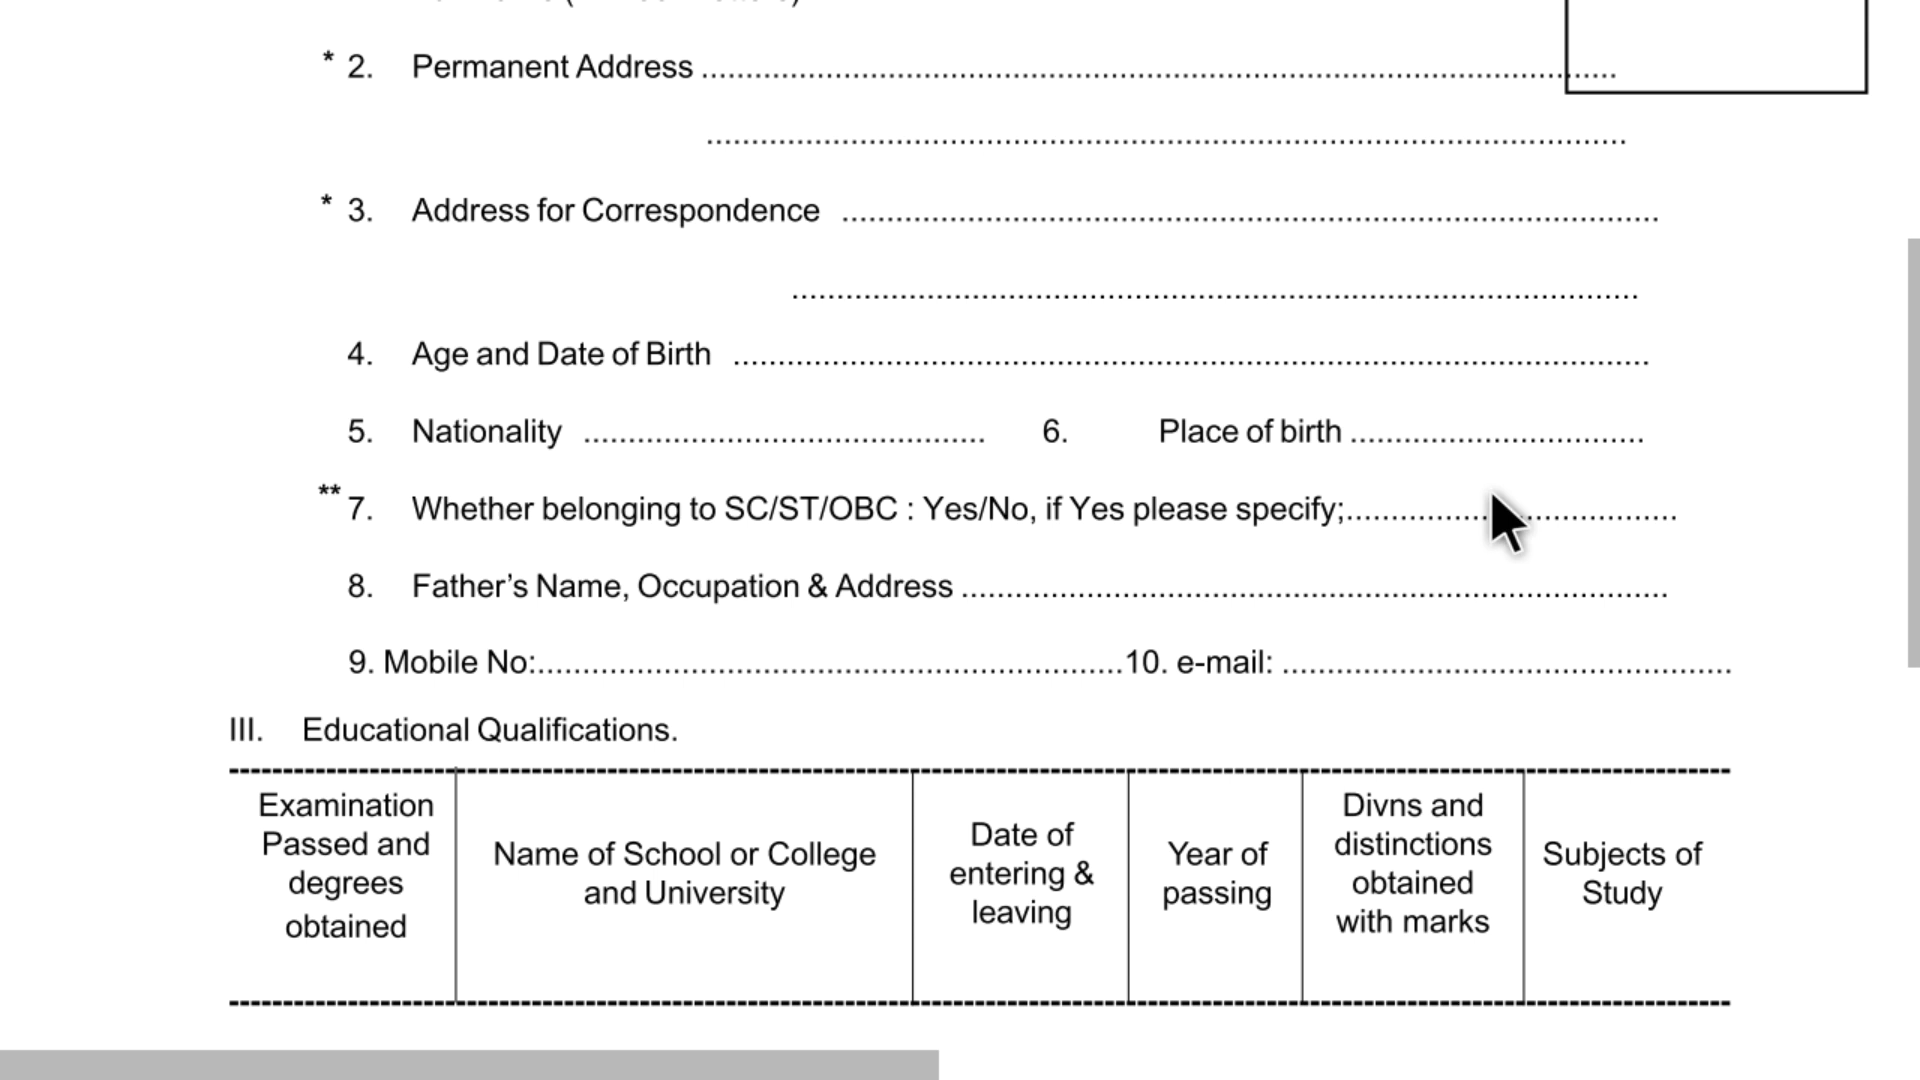 * 2. Permanent Address ......................................................................................................
......................................................................................................
* 3. Address for Correspondence ...........................................................................................
..............................................................................................
4. Age and Date of Birth ......................................................................................................
5. Nationality ............................................. 6. Place of birth .................................
** 7. Whether belonging to SC/ST/OBC : Yes/No, if Yes please specify;.....................................
8. Father’s Name, Occupation & Address ...............................................................................
9. Mobile No:.................................................................10. e-mail: ..................................................
III. Educational Qualifications.
Examination Passed and degrees obtained
Name of School or College and University
Date of entering & leaving
Year of passing
Divns and distinctions obtained with marks
Subjects of Study